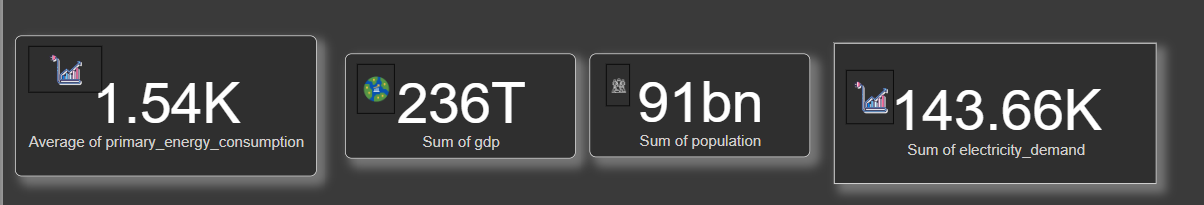 1.54K
Average of primary_energy_consumption
236T
Sum of gdp
91bn
Sum of population
143.66K
Sum of electricity_demand